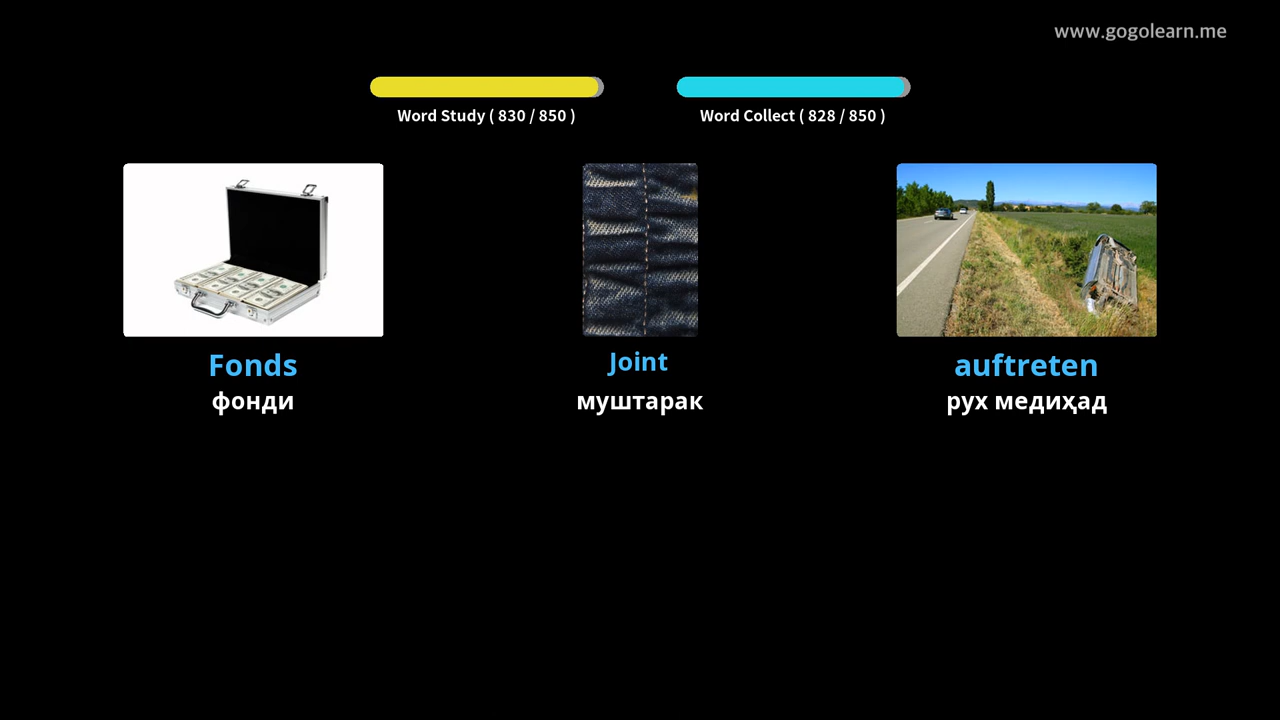 www.gogolearn.me
Word Study ( 830 / 850 )
Word Collect ( 828 / 850 )
Fonds
Joint
auftreten
фонди
муштарак
рух медиҳад